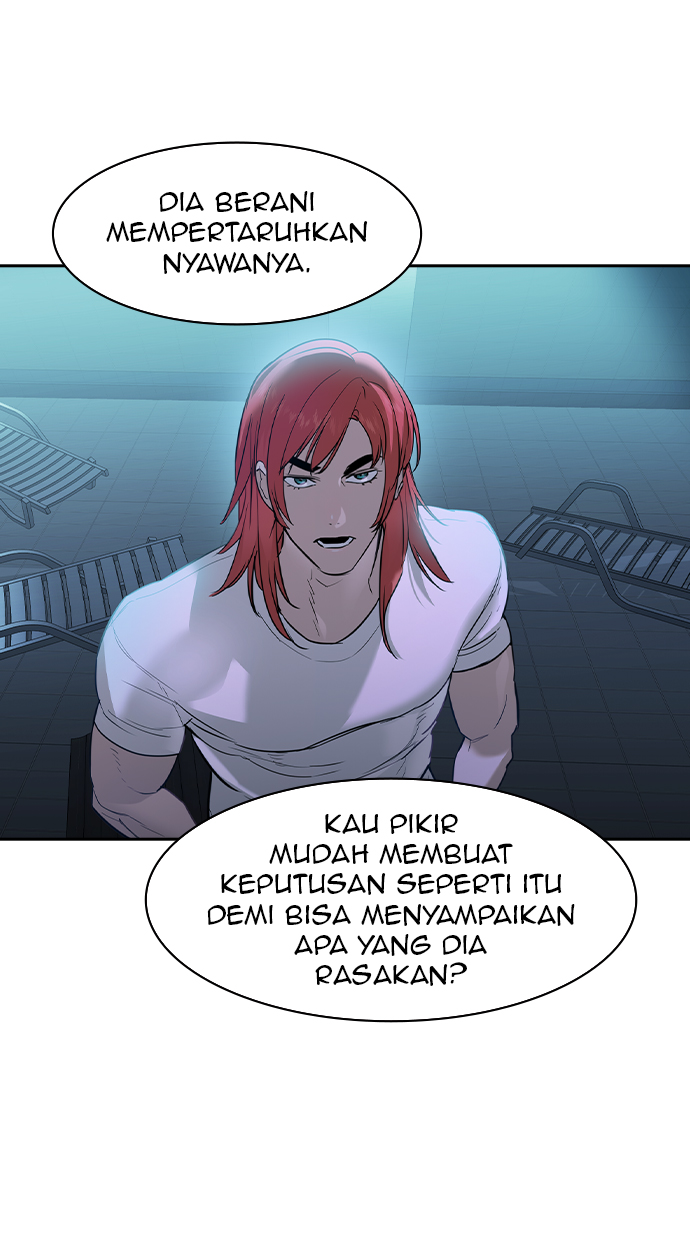 DIA BERANI
MEMPERTARUHKAN
NYAWANYA.
KAU PIKIR
MUDAH MEMBUAT
KEPUTUSAN SEPERTI ITU
DEMI BISA MENYAMPAIKAN
APA YANG DIA
RASAKAN?